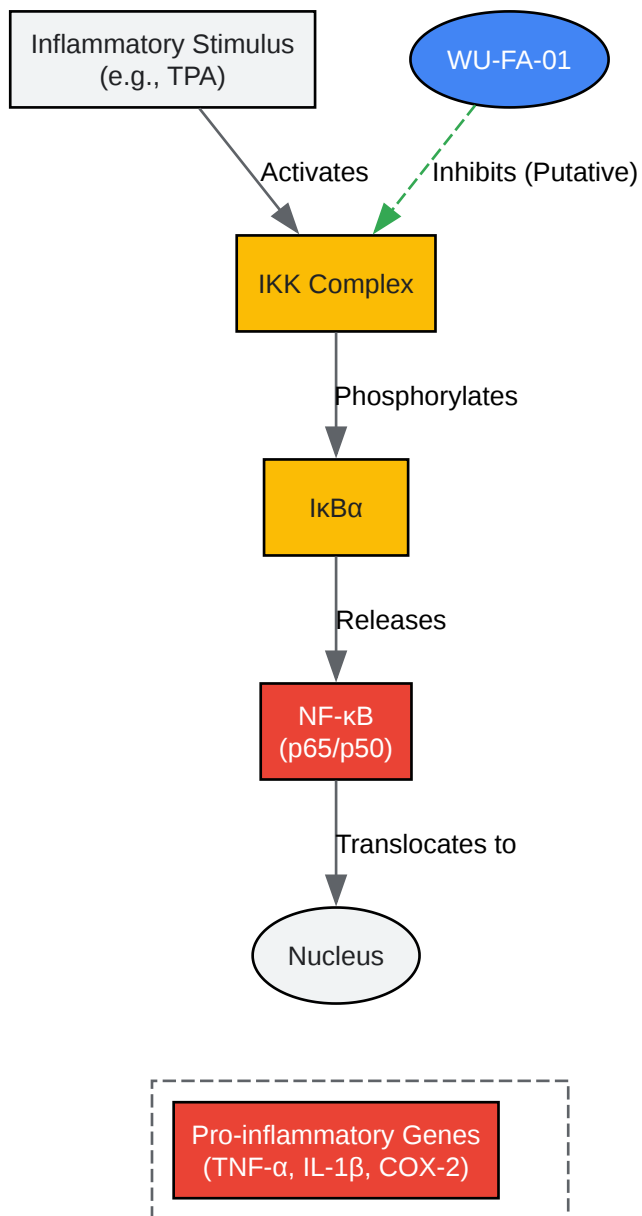 Inflammatory Stimulus
(e.g., TPA)
WU-FA-01
Activates
Inhibits (Putative)
IKK Complex
Phosphorylates
IκBα
Releases
NF-κB
(p65/p50)
Translocates to
Nucleus
Pro-inflammatory Genes
(TNF-α, IL-1β, COX-2)